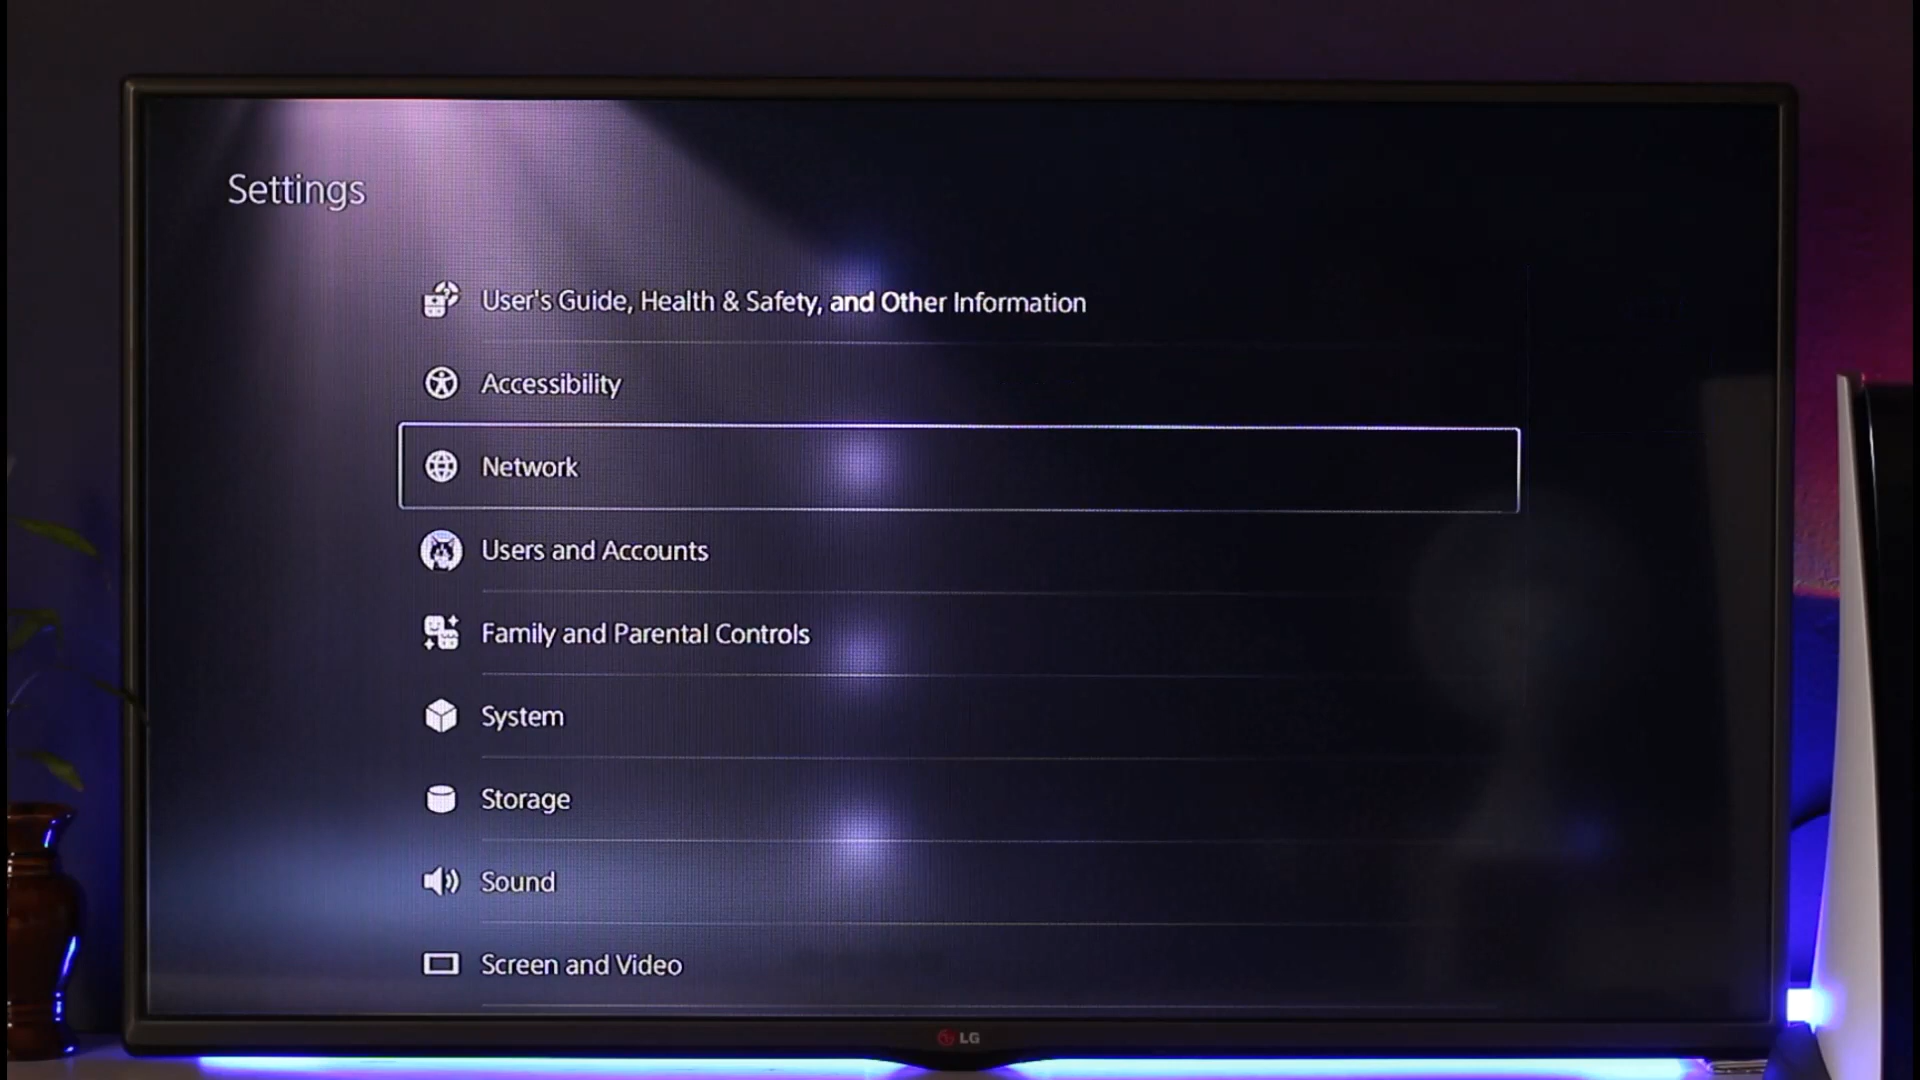 Settings
User's Guide, Health & Safety, and Other Information
Accessibility
Network
Users and Accounts
Family and Parental Controls
System
Storage
Sound
Screen and Video
LG